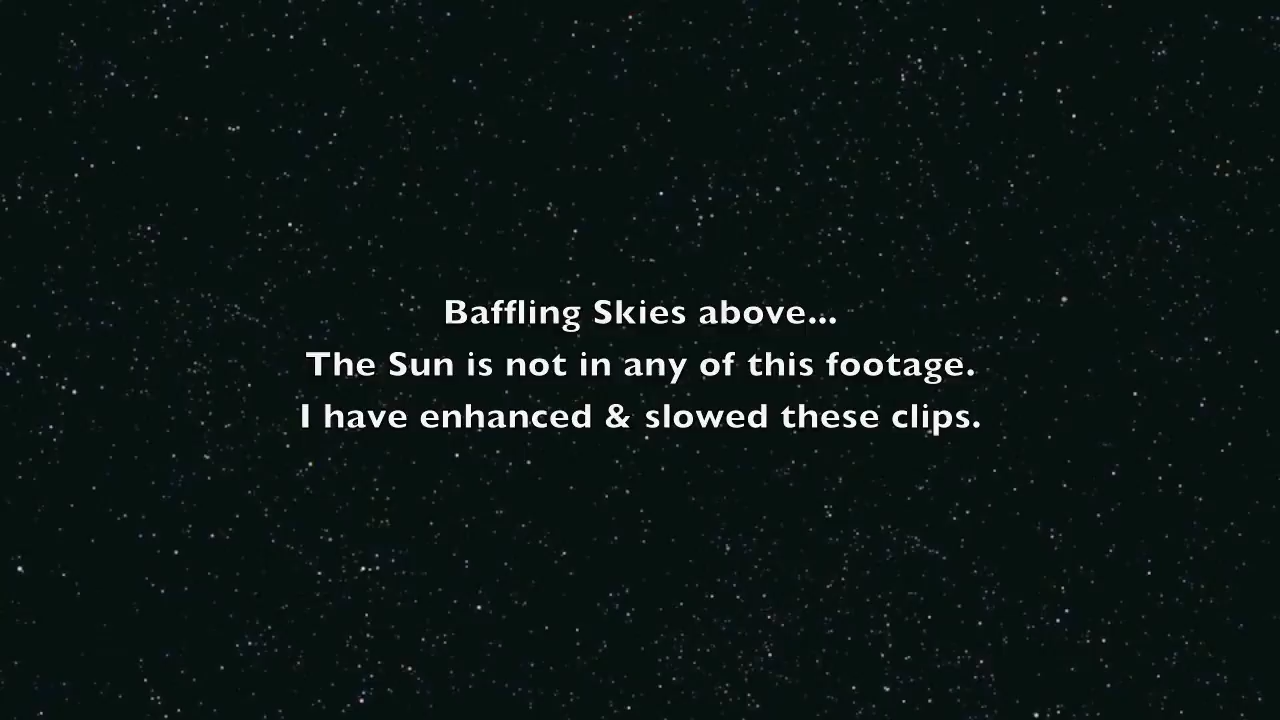 Baffling Skies above...
The Sun is not in any of this footage.
I have enhanced & slowed these clips.